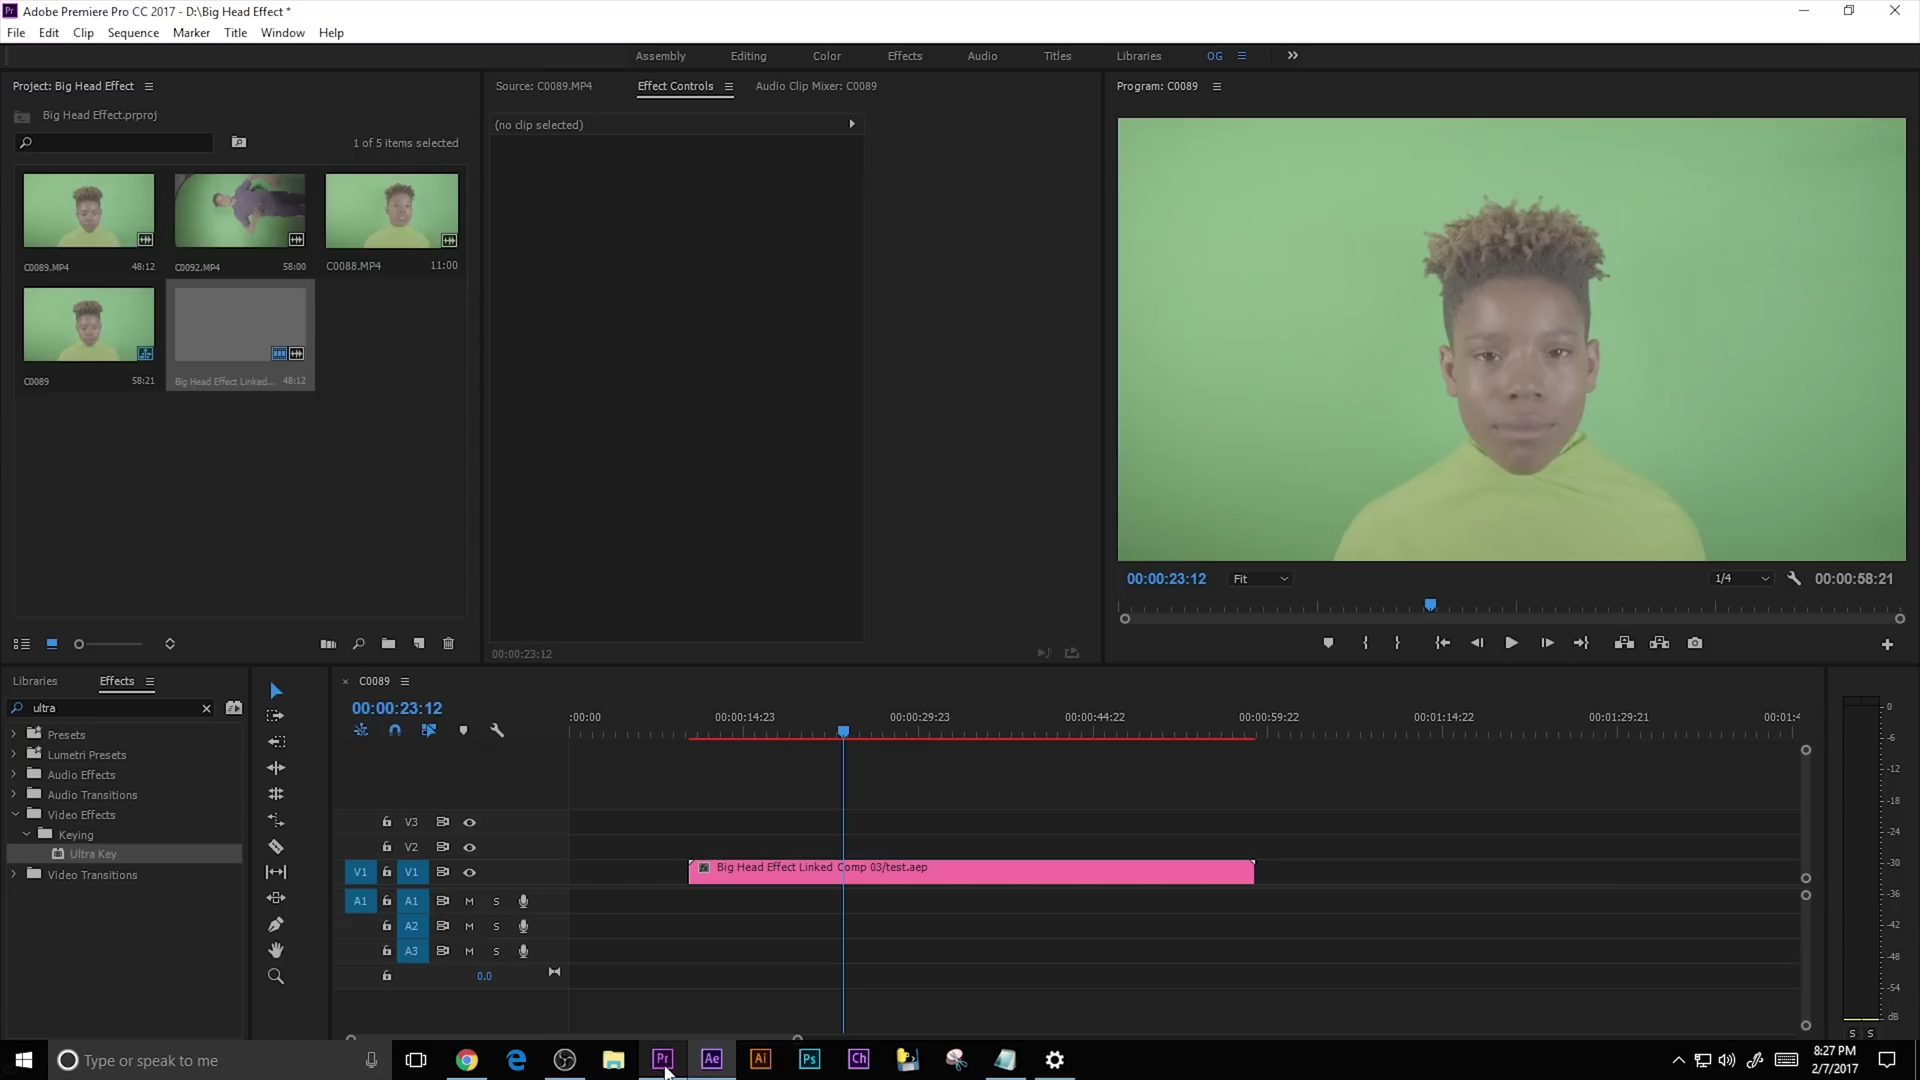 Pr Adobe Premiere Pro CC 2017 - D:\Big Head Effect *
File Edit Clip Sequence Marker Title Window Help
Assembly Editing Color Effects Audio Titles Libraries OG
Project: Big Head Effect
Source: C0089.MP4 Effect Controls Audio Clip Mixer: C0089
Program: C0089
Big Head Effect.prproj
1 of 5 items selected
(no clip selected)
C0089.MP4 48:12
C0092.MP4 58:00
C0088.MP4 11:00
C0089 58:21
Big Head Effect Linked... 48:12
00:00:23:12
00:00:23:12 Fit 1/4 00:00:58:21
Libraries Effects
ultra
Presets
Lumetri Presets
Audio Effects
Audio Transitions
Video Effects
Keying
Ultra Key
Video Transitions
C0089
00:00:23:12
:00:00 00:00:14:23 00:00:29:23 00:00:44:22 00:00:59:22 00:01:14:22 00:01:29:21 00:01:4
V3
V2
V1 V1
Big Head Effect Linked Comp 03/test.aep
A1 A1 M S
A2 M S
A3 M S
0.0
0
-6
-12
-18
-24
-30
-36
-42
-48
-54
dB
S S
Type or speak to me
Pr Ae Ai Ps Ch
8:27 PM
2/7/2017